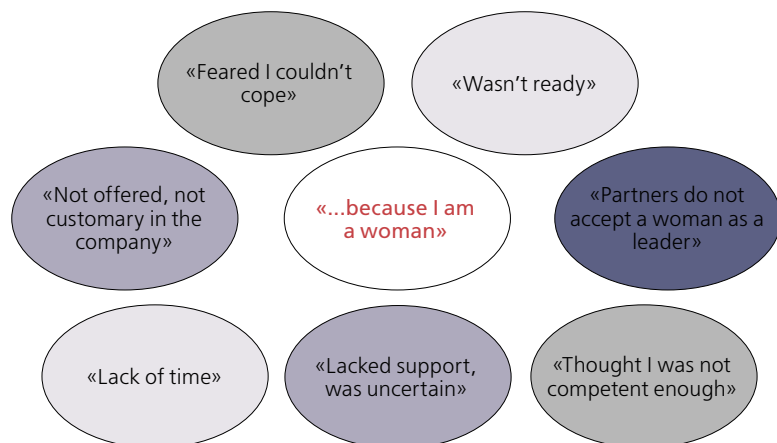 «Feared I couldn't
cope»
«Wasn't ready»
«Not offered, not
customary in the
company»
«...because I am
a woman»
«Partners do not
accept a woman as a
leader»
«Lack of time»
«Lacked support,
was uncertain»
«Thought I was not
competent enough»